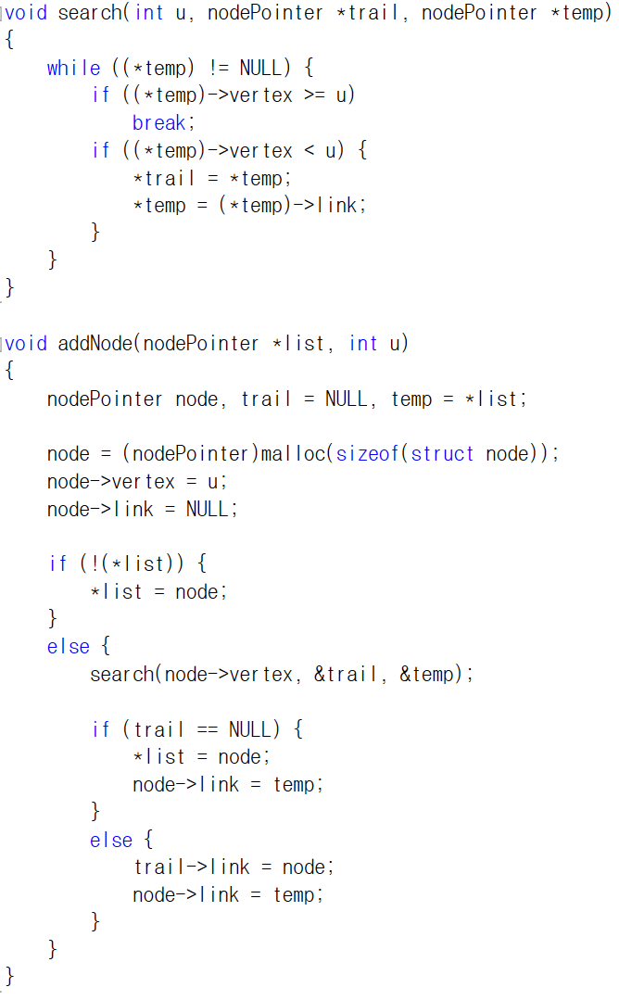 void search(int u, nodePointer *trail, nodePointer *temp)
{
    while ((*temp) != NULL) {
        if ((*temp)->vertex >= u)
            break;
        if ((*temp)->vertex < u) {
            *trail = *temp;
            *temp = (*temp)->link;
        }
    }
}

void addNode(nodePointer *list, int u)
{
    nodePointer node, trail = NULL, temp = *list;

    node = (nodePointer)malloc(sizeof(struct node));
    node->vertex = u;
    node->link = NULL;

    if (!(*list)) {
        *list = node;
    }
    else {
        search(node->vertex, &trail, &temp);

        if (trail == NULL) {
            *list = node;
            node->link = temp;
        }
        else {
            trail->link = node;
            node->link = temp;
        }
    }
}